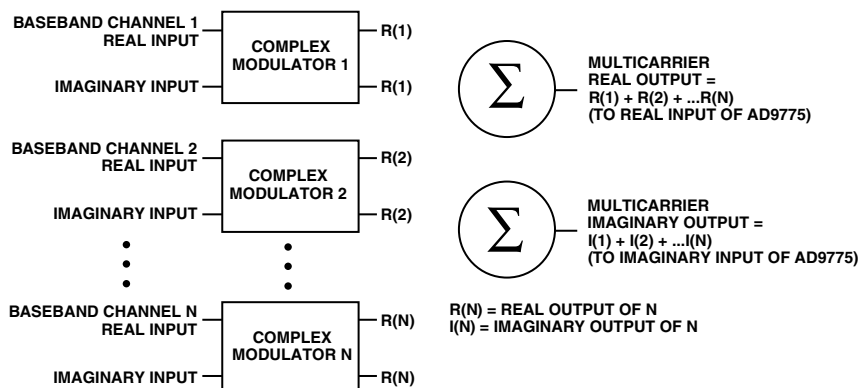 BASEBAND CHANNEL 1
REAL INPUT
IMAGINARY INPUT
COMPLEX
MODULATOR 1
R(1)
R(1)
BASEBAND CHANNEL 2
REAL INPUT
IMAGINARY INPUT
COMPLEX
MODULATOR 2
R(2)
R(2)
BASEBAND CHANNEL N
REAL INPUT
IMAGINARY INPUT
COMPLEX
MODULATOR N
R(N)
R(N)
Σ
MULTICARRIER
REAL OUTPUT =
R(1) + R(2) + ...R(N)
(TO REAL INPUT OF AD9775)
Σ
MULTICARRIER
IMAGINARY OUTPUT =
I(1) + I(2) + ...I(N)
(TO IMAGINARY INPUT OF AD9775)
R(N) = REAL OUTPUT OF N
I(N) = IMAGINARY OUTPUT OF N